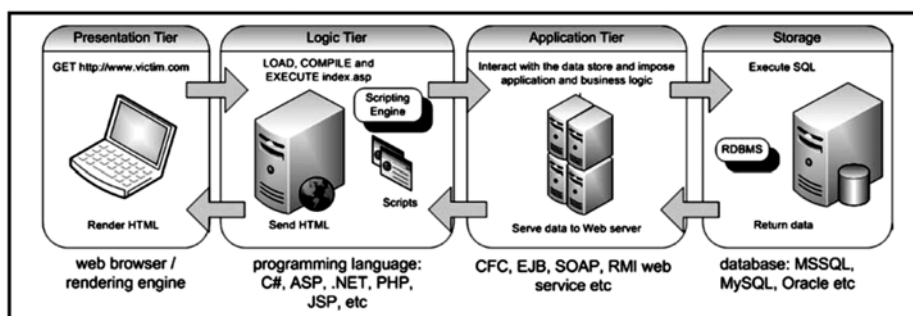 Presentation Tier
GET http://www.victim.com
Render HTML
web browser /
rendering engine
Logic Tier
LOAD, COMPILE and
EXECUTE index.asp
Scripting
Engine
Scripts
Send HTML
programming language:
C#, ASP, .NET, PHP,
JSP, etc
Application Tier
Interact with the data store and impose
application and business logic
Serve data to Web server
CFC, EJB, SOAP, RMI web
service etc
Storage
Execute SQL
RDBMS
Return data
database: MSSQL,
MySQL, Oracle etc